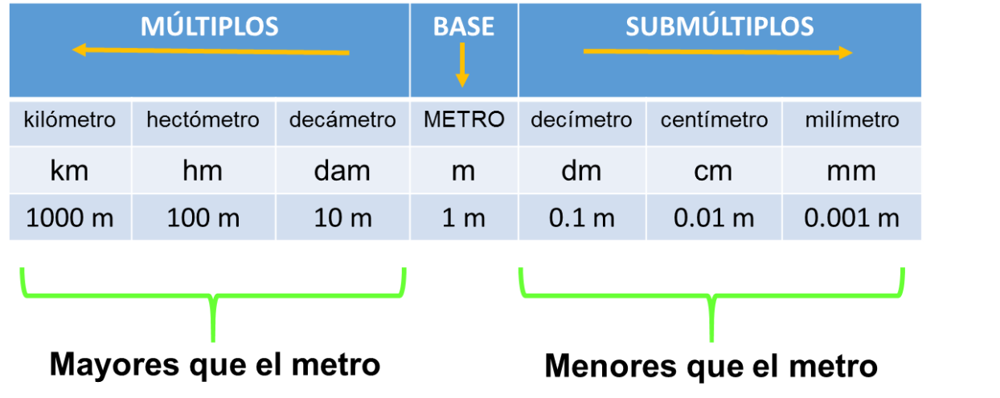 MÚLTIPLOS BASE SUBMÚLTIPLOS
kilómetro hectómetro decámetro METRO decímetro centímetro milímetro
km hm dam m dm cm mm
1000 m 100 m 10 m 1 m 0.1 m 0.01 m 0.001 m
Mayores que el metro Menores que el metro